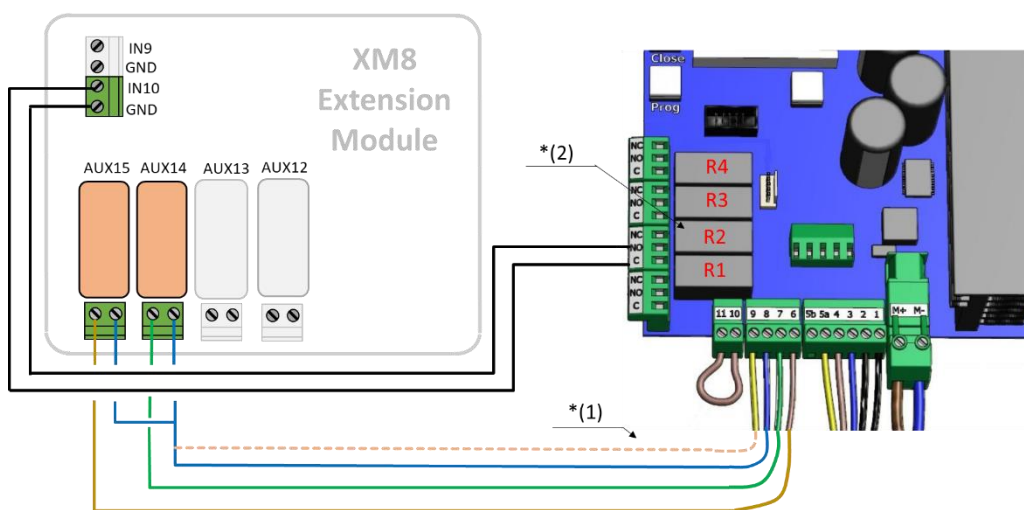 IN9
GND
IN10
GND
XM8
Extension
Module
AUX15 AUX14 AUX13 AUX12
*(2)
*(1)
Close
Prog
NC
NO
C
NC
NO
C
NC
NO
C
NC
NO
C
R4
R3
R2
R1
11 10 9 8 7 6 5b 5a 4 3 2 1 M+ M-